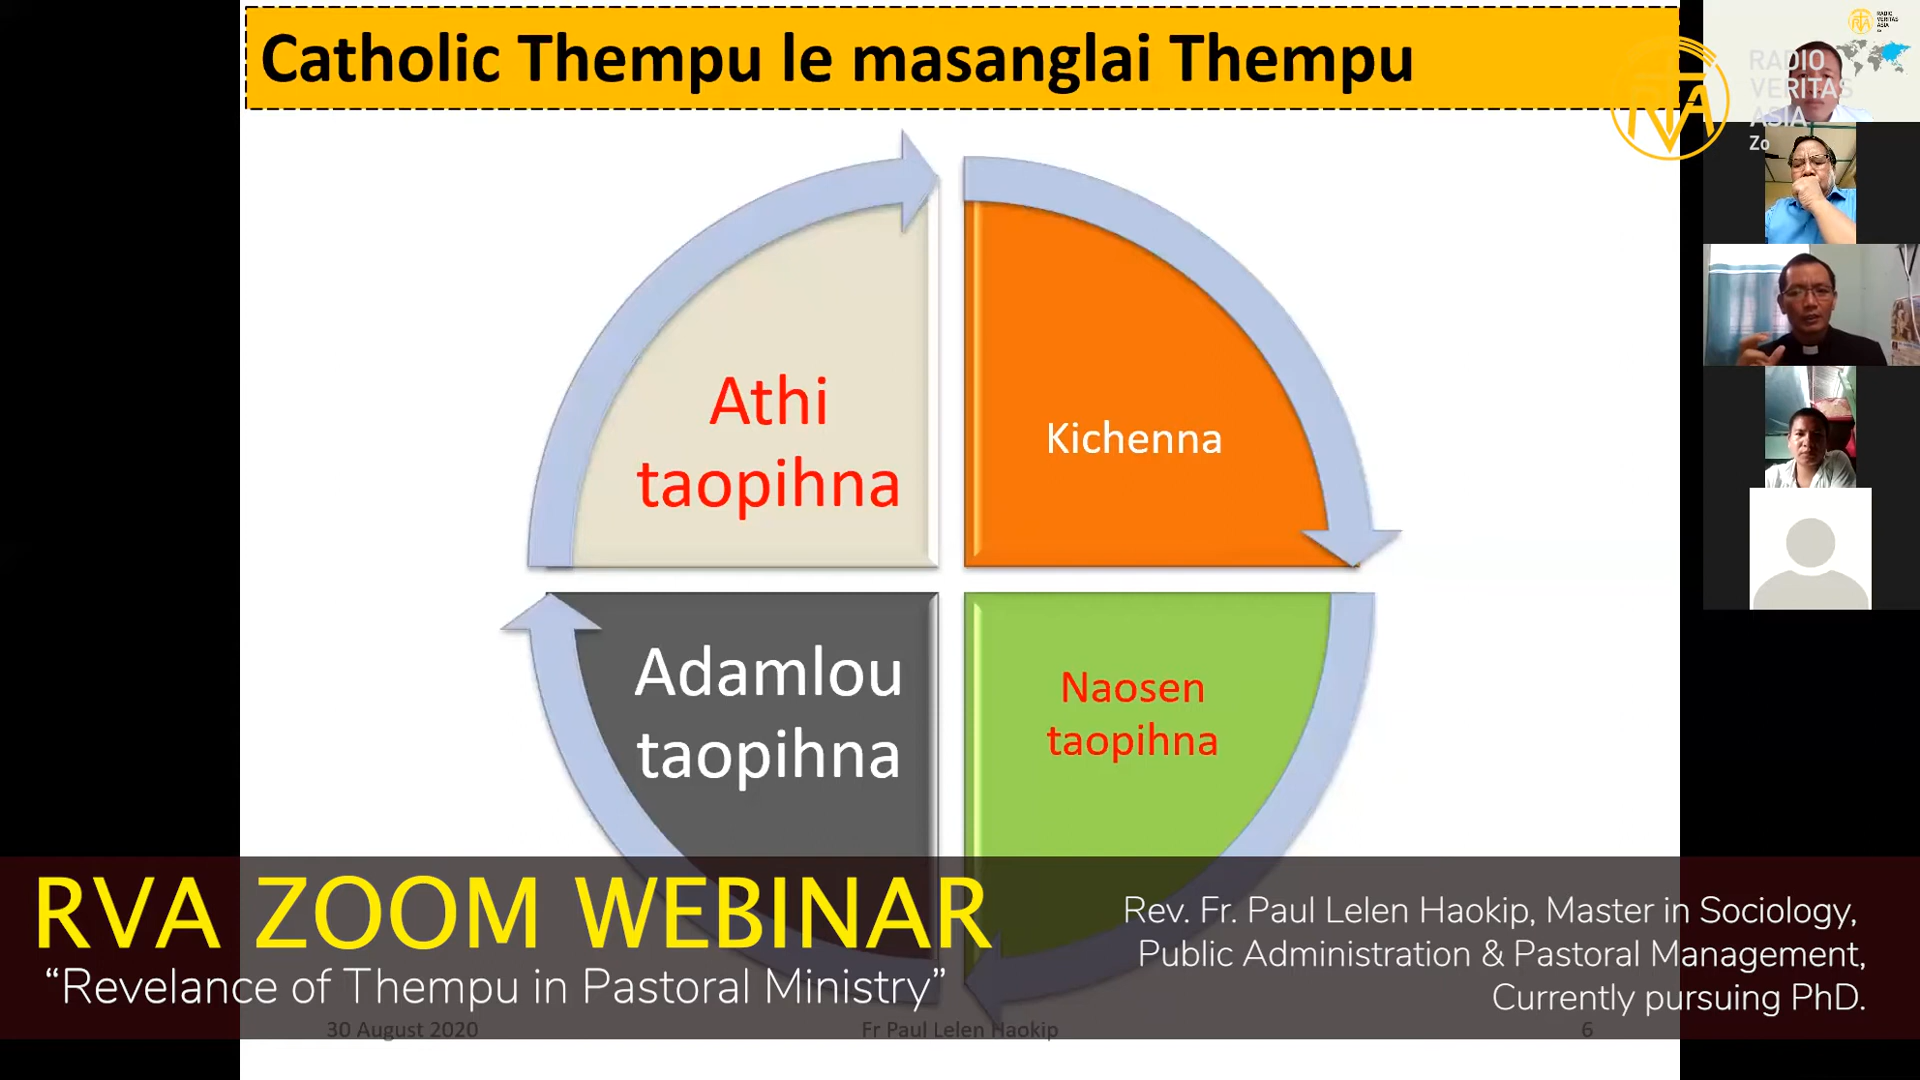 Catholic Thempu le masanglai Thempu
RADIO
VERITAS
ASIA
Zo
RVA
Athi
taopihna
Kichenna
Adamlou
taopihna
Naosen
taopihna
RVA ZOOM WEBINAR
“Revelance of Thempu in Pastoral Ministry”
Rev. Fr. Paul Lelen Haokip, Master in Sociology,
Public Administration & Pastoral Management,
Currently pursuing PhD.
30 August 2020
Fr Paul Lelen Haokip
6